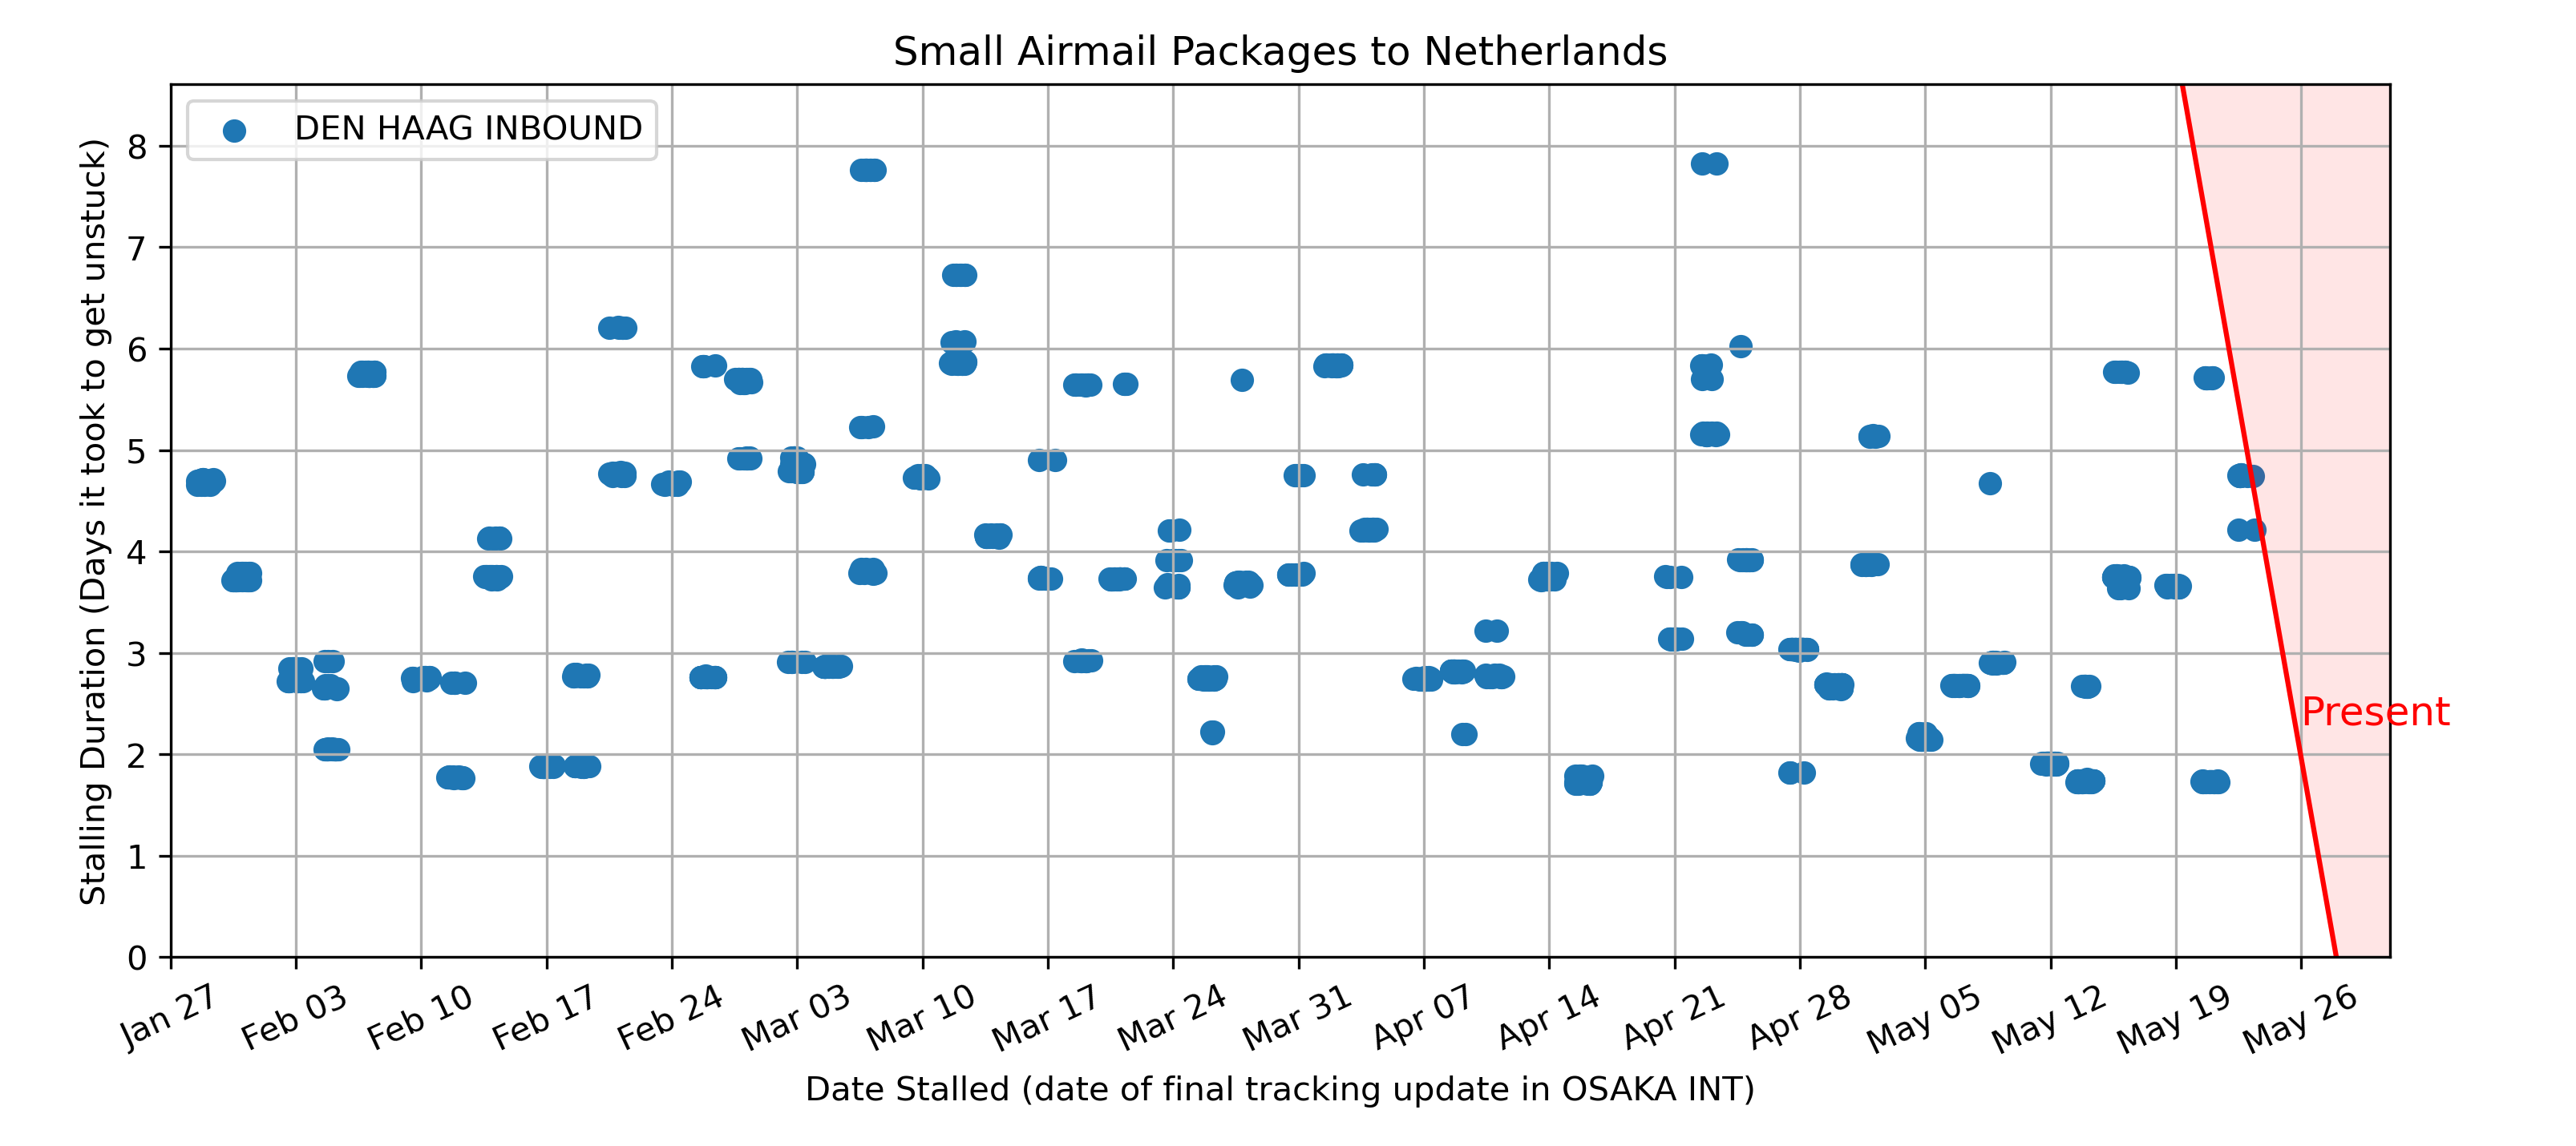 Small Airmail Packages to Netherlands
DEN HAAG INBOUND
Stalling Duration (Days it took to get unstuck)
8
7
6
5
4
3
2
1
0
Present
Jan 27
Feb 03
Feb 10
Feb 17
Feb 24
Mar 03
Mar 10
Mar 17
Mar 24
Mar 31
Apr 07
Apr 14
Apr 21
Apr 28
May 05
May 12
May 19
May 26
Date Stalled (date of final tracking update in OSAKA INT)